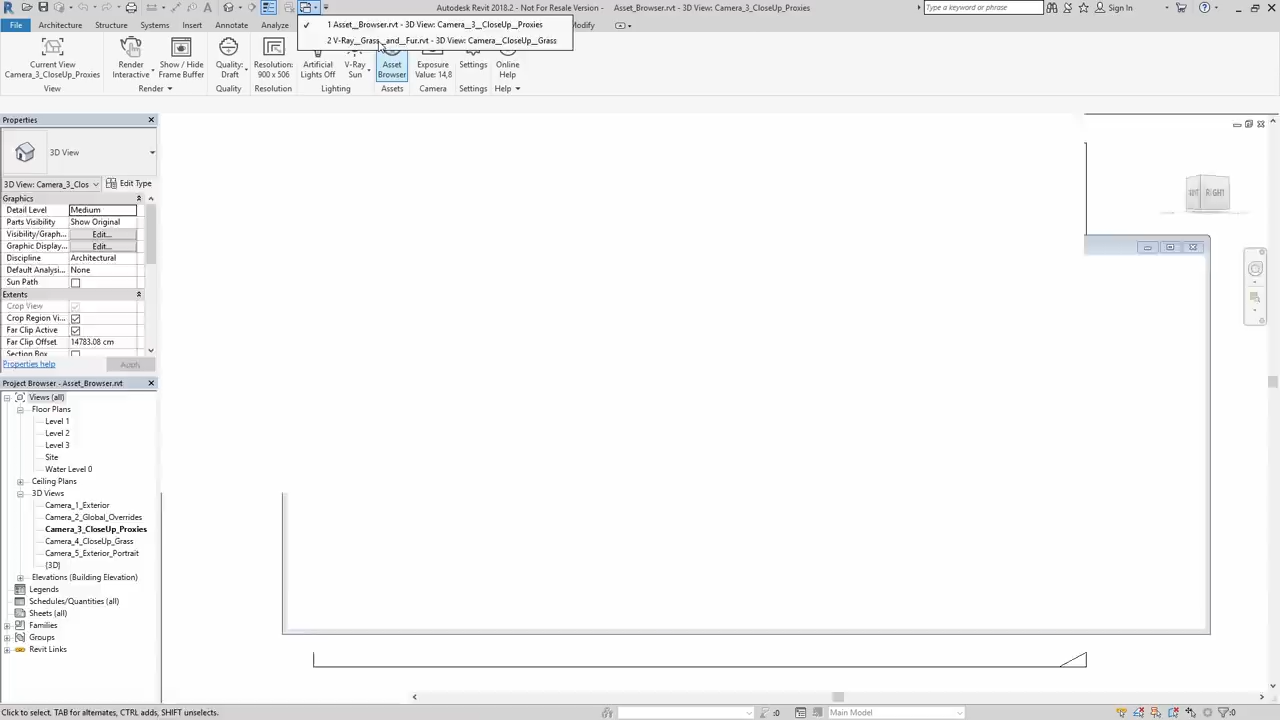 Autodesk Revit 2018.2 - Not For Resale Version - Asset_Browser.rvt - 3D View: Camera_3_CloseUp_Proxies
Type a keyword or phrase
Sign In
File Architecture Structure Systems Insert Annotate Analyze Modify
1 Asset_Browser.rvt - 3D View: Camera_3_CloseUp_Proxies
2 V-Ray_Grass_and_Fur.rvt - 3D View: Camera_CloseUp_Grass
Current View
Camera_3_CloseUp_Proxies
View
Render
Interactive
Show / Hide
Frame Buffer
Render
Quality:
Draft
Quality
Resolution:
900 x 506
Resolution
Artificial
Lights Off
V-Ray
Sun
Lighting
Asset
Browser
Assets
Exposure
Value: 14,8
Camera
Settings
Settings
Online
Help
Help
Properties
3D View
3D View: Camera_3_Clos
Edit Type
Graphics
Detail Level Medium
Parts Visibility Show Original
Visibility/Graph... Edit...
Graphic Display... Edit...
Discipline Architectural
Default Analysi... None
Sun Path
Extents
Crop View
Crop Region Vi...
Far Clip Active
Far Clip Offset 14783.08 cm
Section Box
Properties help
Apply
RIGHT
Project Browser - Asset_Browser.rvt
Views (all)
Floor Plans
Level 1
Level 2
Level 3
Site
Water Level 0
Ceiling Plans
3D Views
Camera_1_Exterior
Camera_2_Global_Overrides
Camera_3_CloseUp_Proxies
Camera_4_CloseUp_Grass
Camera_5_Exterior_Portrait
{3D}
Elevations (Building Elevation)
Legends
Schedules/Quantities (all)
Sheets (all)
Families
Groups
Revit Links
Click to select, TAB for alternates, CTRL adds, SHIFT unselects.
:0
Main Model
:0